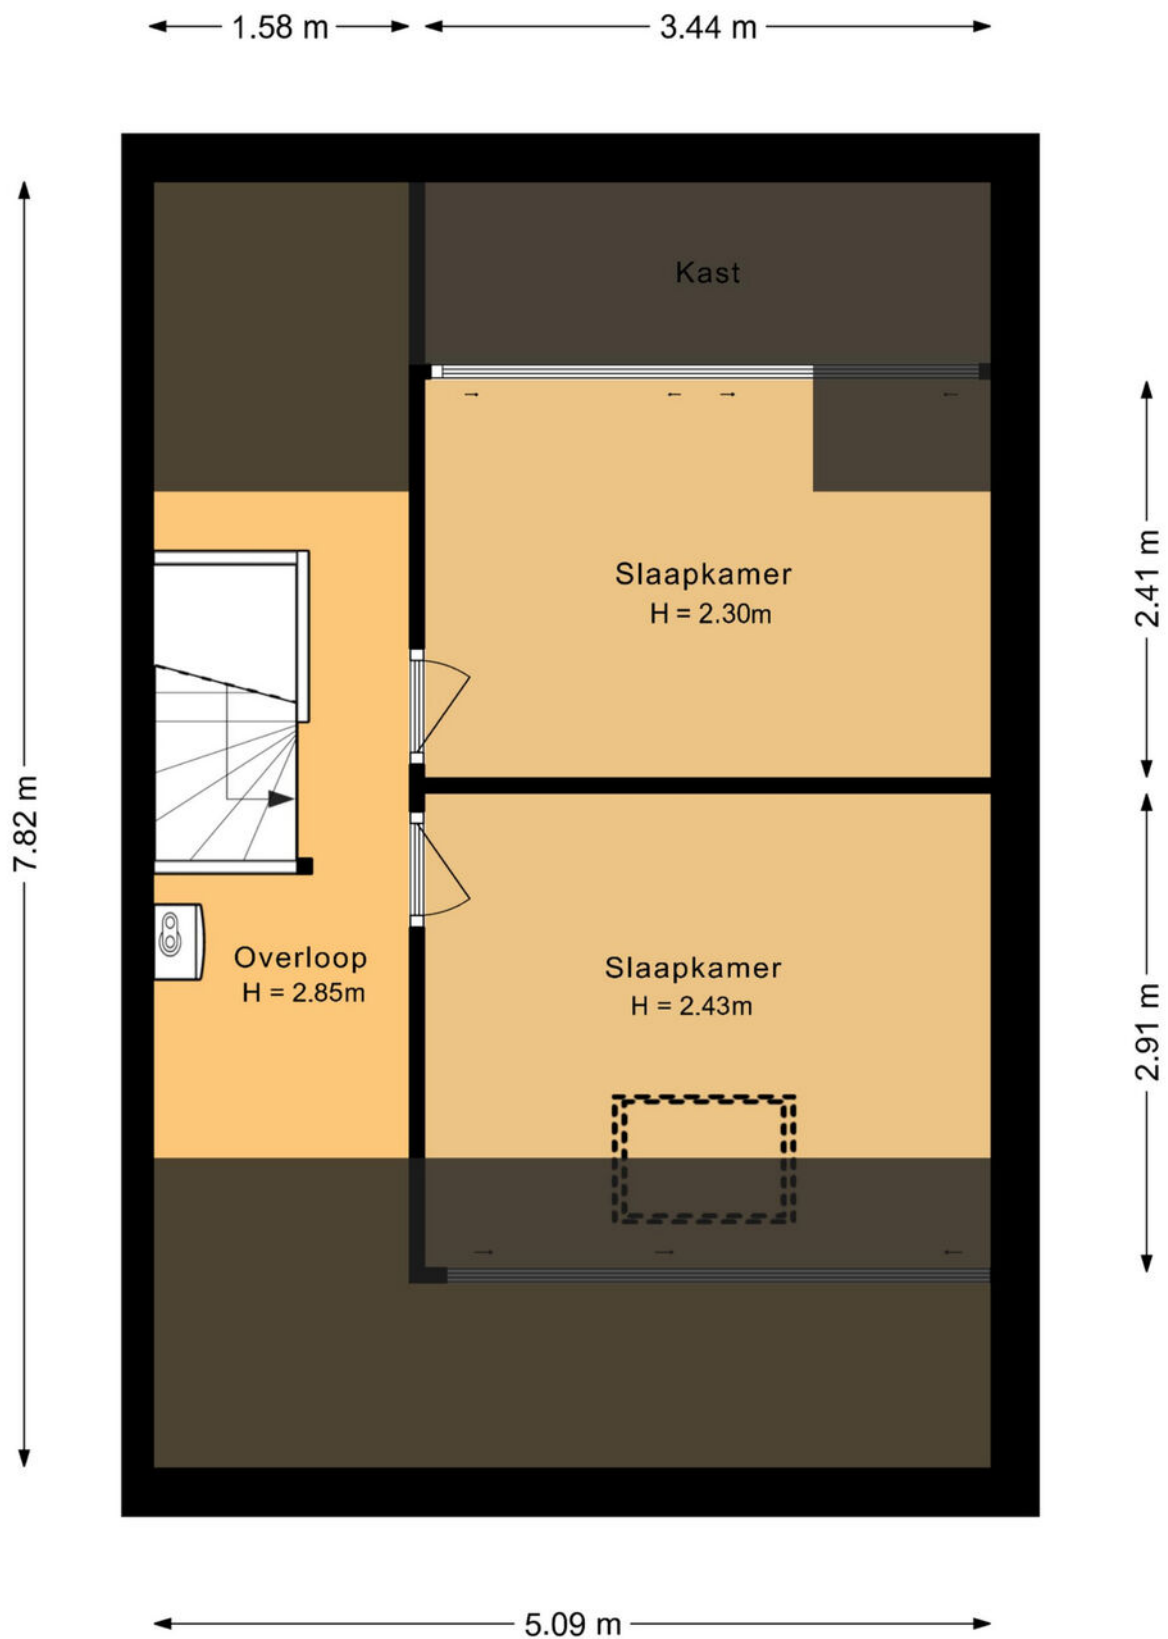 1.58 m
3.44 m
Kast
2.41 m
Slaapkamer
H = 2.30m
7.82 m
Overloop
H = 2.85m
Slaapkamer
H = 2.43m
2.91 m
5.09 m